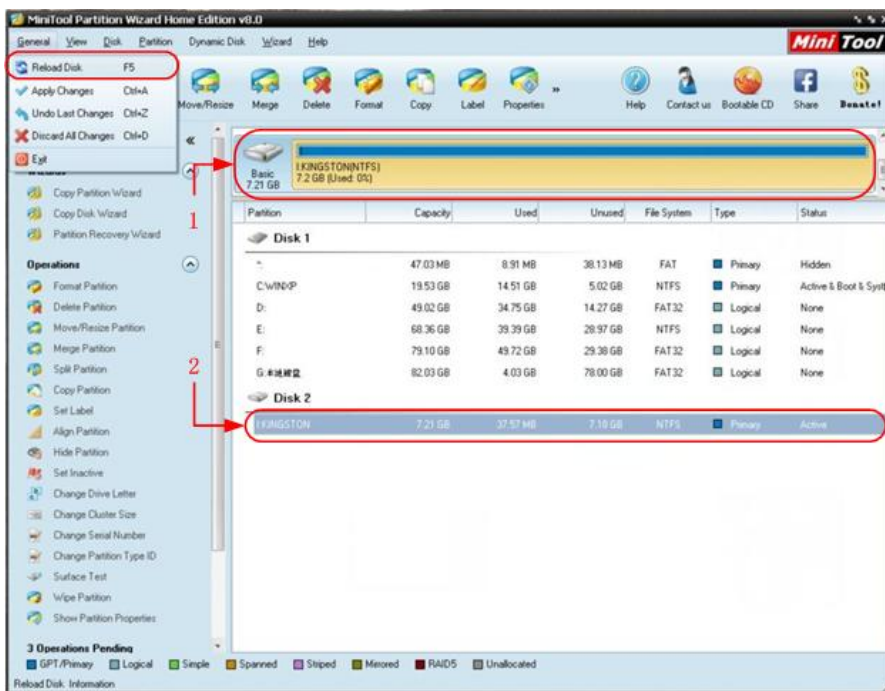 MiniTool Partition Wizard Home Edition v8.0
General View Disk Partition Dynamic Disk Wizard Help
Mini Tool
Reload Disk F5
Apply Changes Ctrl+A
Undo Last Changes Ctrl+Z
Discard All Changes Ctrl+D
Exit
Move/Resize Merge Delete Format Copy Label Properties » Help Contact us Bootable CD Share Donate!
«
Basic
7.21 GB
I:KINGSTON(NTFS)
7.2 GB (Used: 0%)
1
Copy Partition Wizard
Copy Disk Wizard
Partition Recovery Wizard
Operations
Format Partition
Delete Partition
Move/Resize Partition
Merge Partition
Split Partition
Copy Partition
Set Label
Align Partition
Hide Partition
Set Inactive
Change Drive Letter
Change Cluster Size
Change Serial Number
Change Partition Type ID
Surface Test
Wipe Partition
Show Partition Properties
3 Operations Pending
2
Partition Capacity Used Unused File System Type Status
Disk 1
*: 47.03 MB 8.91 MB 38.13 MB FAT Primary Hidden
C:WINXP 19.53 GB 14.51 GB 5.02 GB NTFS Primary Active & Boot & Syst
D: 49.02 GB 34.75 GB 14.27 GB FAT32 Logical None
E: 68.36 GB 39.39 GB 28.97 GB NTFS Logical None
F: 79.10 GB 49.72 GB 29.38 GB FAT32 Logical None
G:本地磁盘 82.03 GB 4.03 GB 78.00 GB FAT32 Logical None
Disk 2
I:KINGSTON 7.21 GB 37.57 MB 7.18 GB NTFS Primary Active
GPT/Primary Logical Simple Spanned Striped Mirrored RAID5 Unallocated
Reload Disk Information